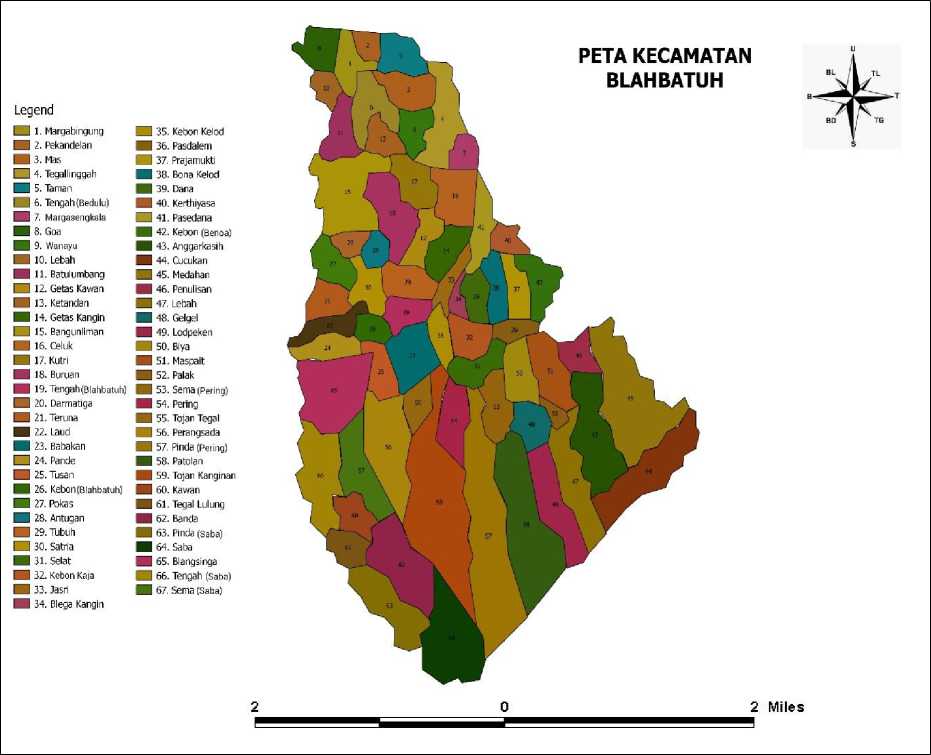 PETA KECAMATAN
BLAHBATUH
U
BL
TL
B
T
BD
TG
S
Legend
1. Margabingung
2. Pekandelan
3. Mas
4. Tegallinggah
5. Taman
6. Tengah (Bedulu)
7. Margasengkala
8. Goa
9. Wanayu
10. Lebah
11. Batulumbang
12. Getas Kawan
13. Ketandan
14. Getas Kangin
15. Bangunliman
16. Celuk
17. Kutri
18. Buruan
19. Tengah (Blahbatuh)
20. Darmatiga
21. Teruna
22. Laud
23. Babakan
24. Pande
25. Tusan
26. Kebon (Blahbatuh)
27. Pokas
28. Antugan
29. Tubuh
30. Satria
31. Selat
32. Kebon Kaja
33. Jasri
34. Blega Kangin
35. Kebon Kelod
36. Pasdalem
37. Prajamukti
38. Bona Kelod
39. Dana
40. Kerthiyasa
41. Pasedana
42. Kebon (Benoa)
43. Anggarkasih
44. Cucukan
45. Medahan
46. Penulisan
47. Lebah
48. Gelgel
49. Lodpeken
50. Biya
51. Maspait
52. Palak
53. Sema (Pering)
54. Pering
55. Tojan Tegal
56. Perangsada
57. Pinda (Pering)
58. Patolan
59. Tojan Kanginan
60. Kawan
61. Tegal Lulung
62. Banda
63. Pinda (Saba)
64. Saba
65. Blangsinga
66. Tengah (Saba)
67. Sema (Saba)
2 0 2 Miles